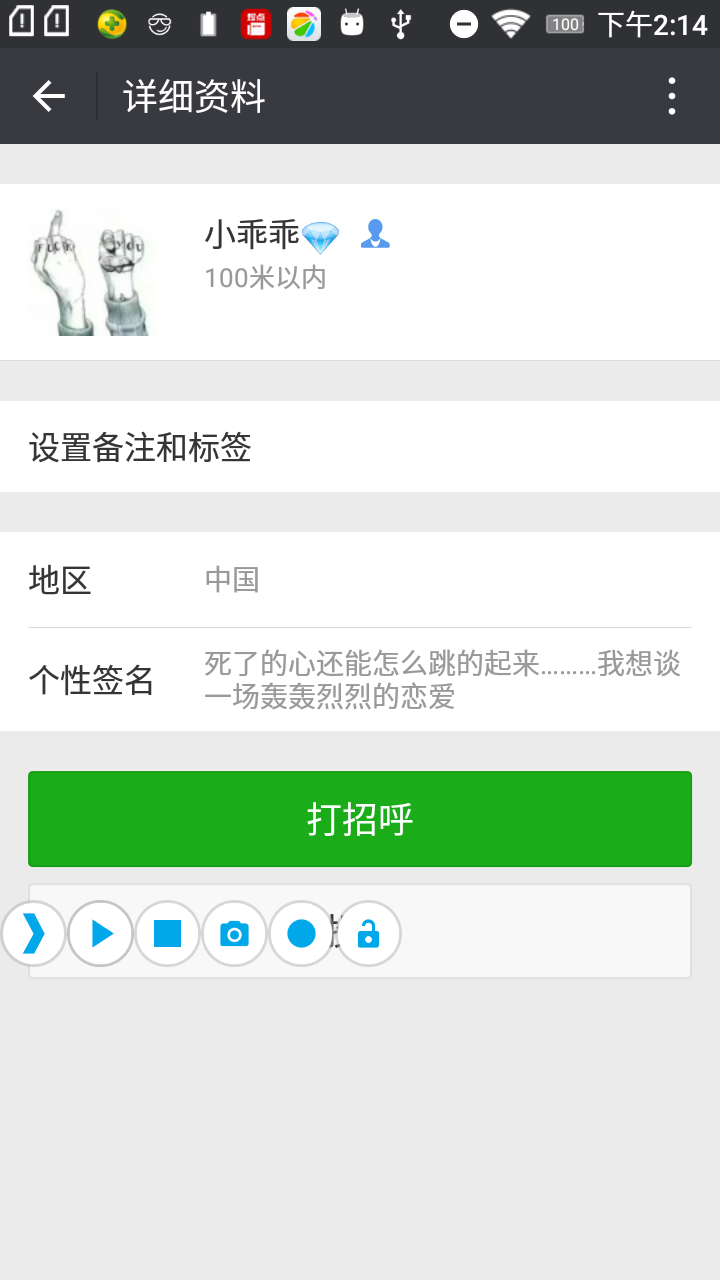 100 下午2:14
详细资料
FUCK YOU
小乖乖
100米以内
设置备注和标签
地区 中国
个性签名 死了的心还能怎么跳的起来.........我想谈
一场轰轰烈烈的恋爱
打招呼